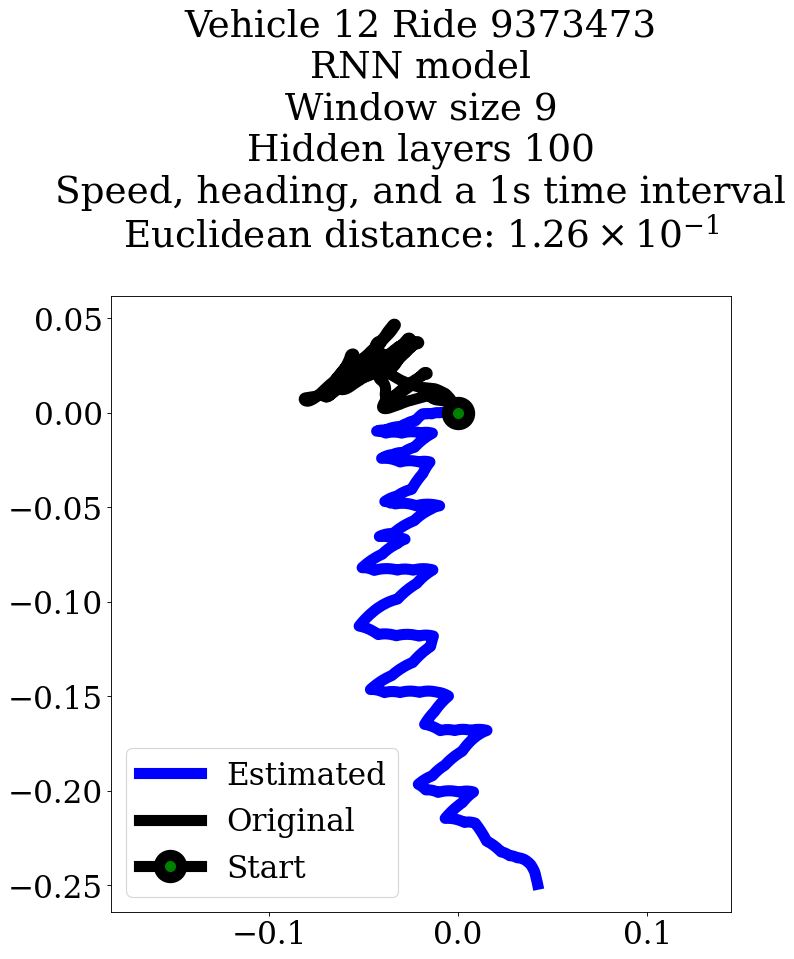 Vehicle 12 Ride 9373473
RNN model
Window size 9
Hidden layers 100
Speed, heading, and a 1s time interval
Euclidean distance: 1.26 × 10⁻¹
0.05
0.00
−0.05
−0.10
−0.15
−0.20
−0.25
Estimated
Original
Start
−0.1
0.0
0.1